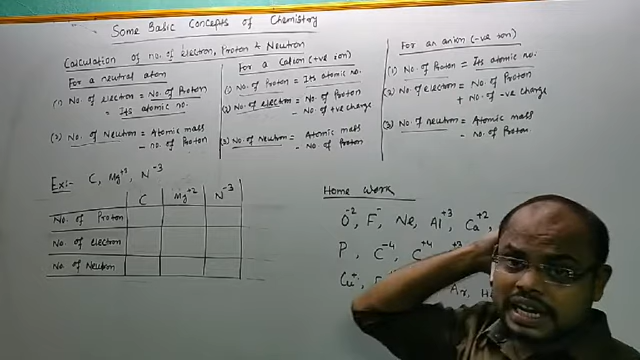 Some Basic Concepts of Chemistry
Calculation of no. of electron, Proton & Neutron
For a neutral atom
(1) No. of electron = No. of Proton
= Its atomic no.
(2) No. of Neutron = Atomic mass
- no. of Proton
For a Cation (+ve ion)
(1) No. of Proton = Its atomic no.
(2) No. of electron = No. of Proton
- No. of +ve charge
(3) No. of neutron = Atomic mass
- No. of Proton
For an anion (-ve ion)
(1) No. of Proton = Its atomic no.
(2) No. of electron = No. of Proton
+ No. of -ve charge
(3) No. of neutron = Atomic mass
- No. of Proton
Ex:- C, Mg⁺², N⁻³
C Mg⁺² N⁻³
No. of Proton
No. of electron
No. of Neutron
Home Work
O⁻², F⁻, Ne, Al⁺³, Ca⁺²,
P, C⁻⁴, C⁺⁴, ⁺³
Cu⁺, Ar,